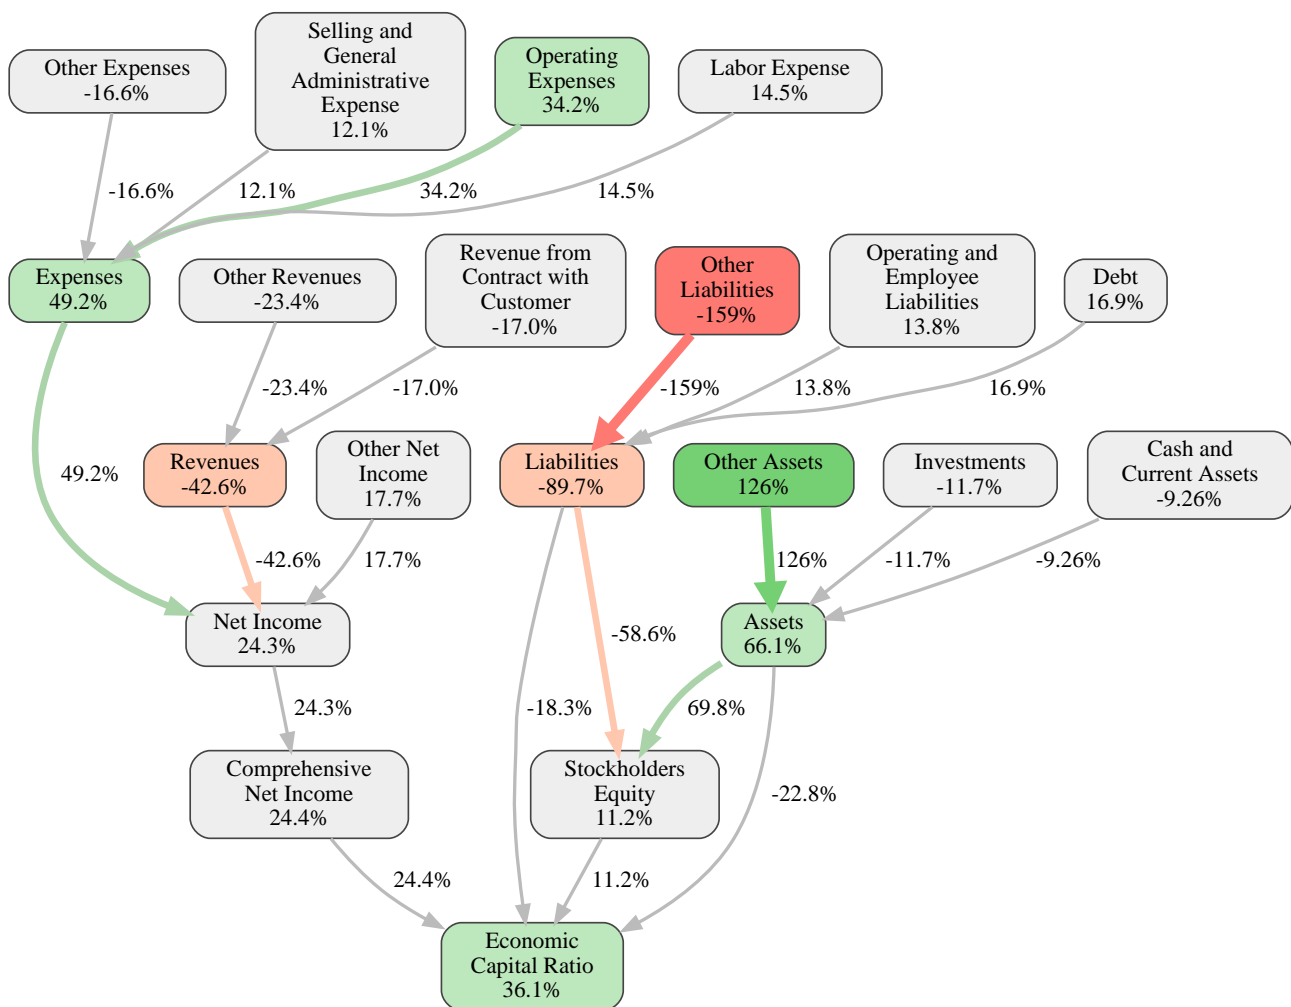 Other Expenses
-16.6%
Selling and
General
Administrative
Expense
12.1%
Operating
Expenses
34.2%
Labor Expense
14.5%
-16.6%
12.1%
34.2%
14.5%
Expenses
49.2%
Other Revenues
-23.4%
Revenue from
Contract with
Customer
-17.0%
Other
Liabilities
-159%
Operating and
Employee
Liabilities
13.8%
Debt
16.9%
-23.4%
-17.0%
-159%
13.8%
16.9%
49.2%
Revenues
-42.6%
Other Net
Income
17.7%
Liabilities
-89.7%
Other Assets
126%
Investments
-11.7%
Cash and
Current Assets
-9.26%
-42.6%
17.7%
126%
-11.7%
-9.26%
Net Income
24.3%
-58.6%
Assets
66.1%
24.3%
-18.3%
69.8%
-22.8%
Comprehensive
Net Income
24.4%
Stockholders
Equity
11.2%
24.4%
11.2%
Economic
Capital Ratio
36.1%